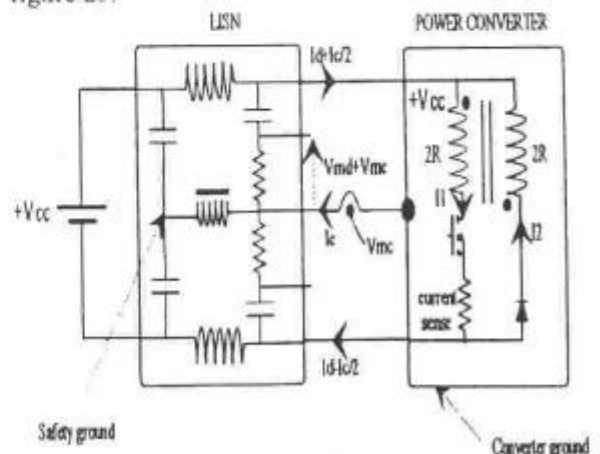 LISN
POWER CONVERTER
Id+Ic/2
+Vcc
2R
2R
Vmd+Vmc
I1
I2
+Vcc
Ic
Vmc
current
sense
Id-Ic/2
Safety ground
Converter ground